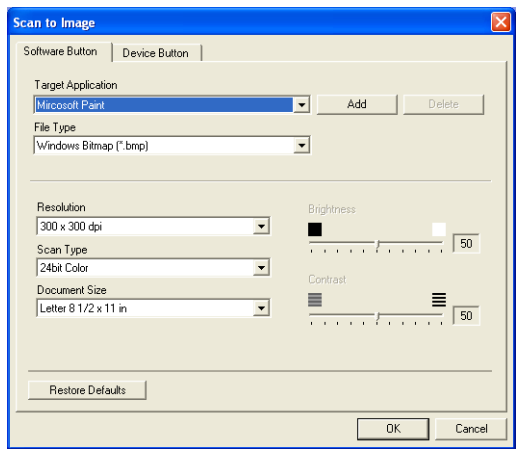 Scan to Image
Software Button Device Button
Target Application
Mircosoft Paint Add Delete
File Type
Windows Bitmap (*.bmp)
Resolution Brightness
300 x 300 dpi
50
Scan Type
24bit Color
Contrast
Document Size
Letter 8 1/2 x 11 in
50
Restore Defaults
OK Cancel